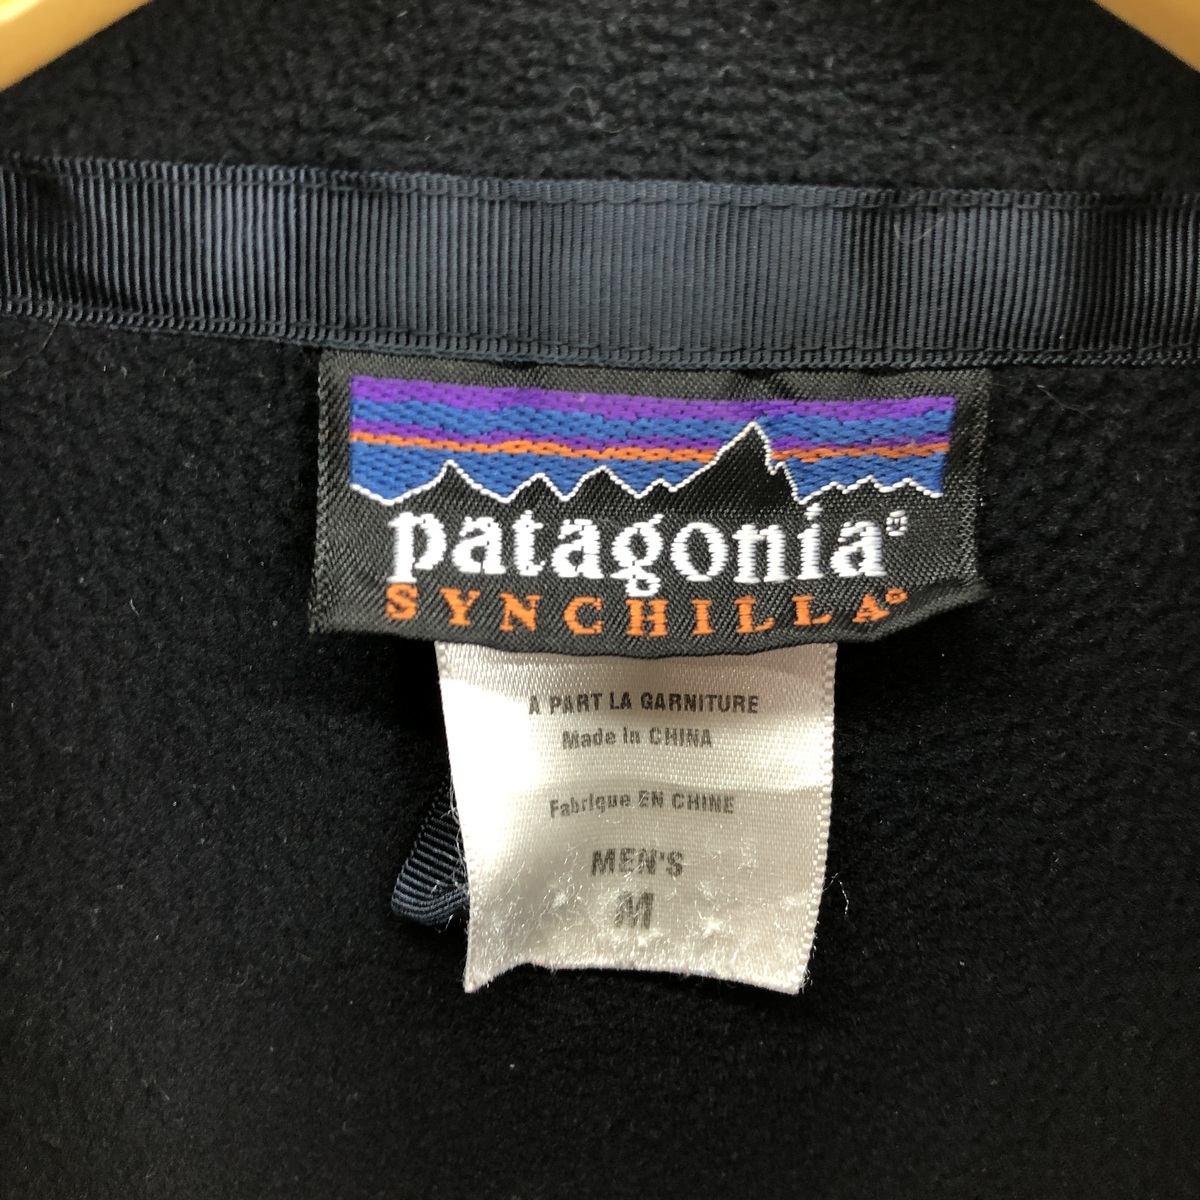 patagonia®
SYNCHILLA®
A PART LA GARNITURE
Made in CHINA
Fabrique EN CHINE
MEN'S
M